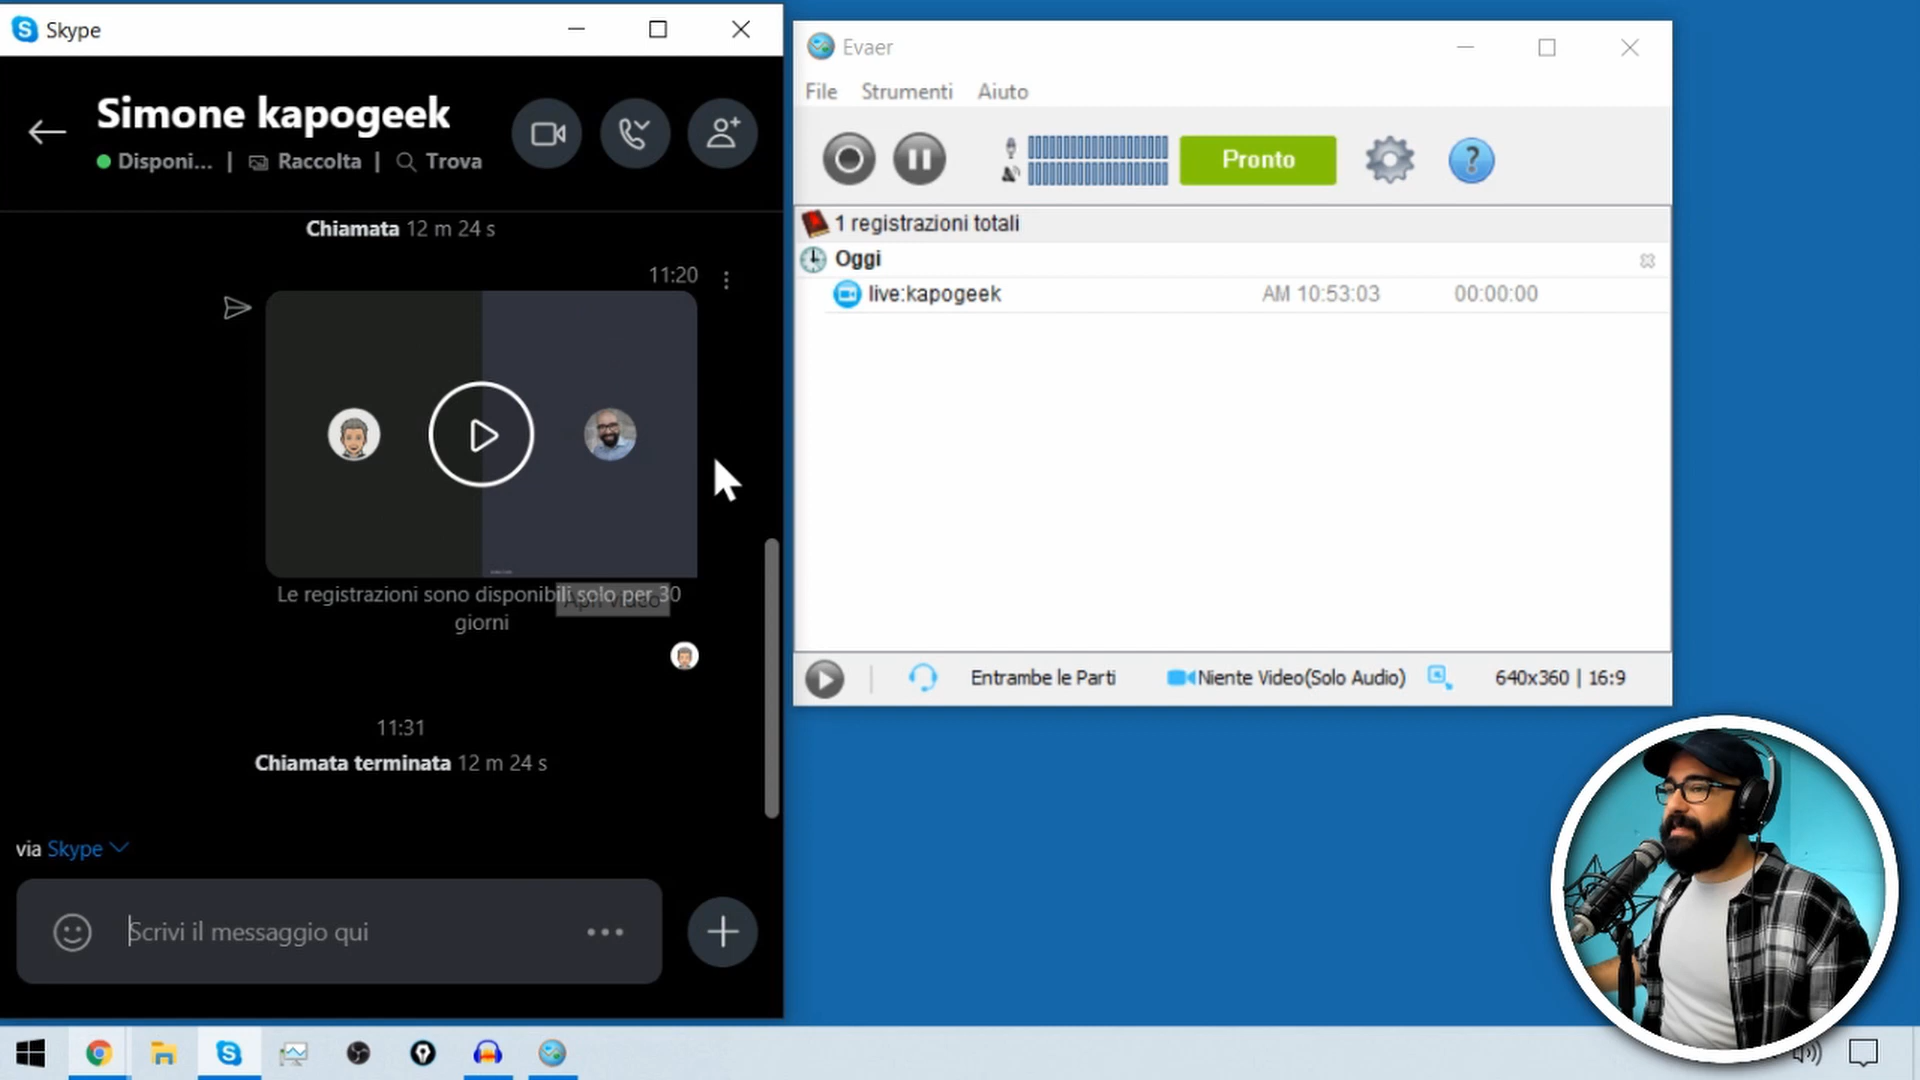 Skype
Simone kapogeek
Disponi... | Raccolta | Trova
Chiamata 12 m 24 s
11:20
Le registrazioni sono disponibili solo per 30
giorni
Apri video
11:31
Chiamata terminata 12 m 24 s
via Skype
Scrivi il messaggio qui
Evaer
File Strumenti Aiuto
Pronto
?
1 registrazioni totali
Oggi
live:kapogeek AM 10:53:03 00:00:00
Entrambe le Parti Niente Video(Solo Audio) 640x360 | 16:9